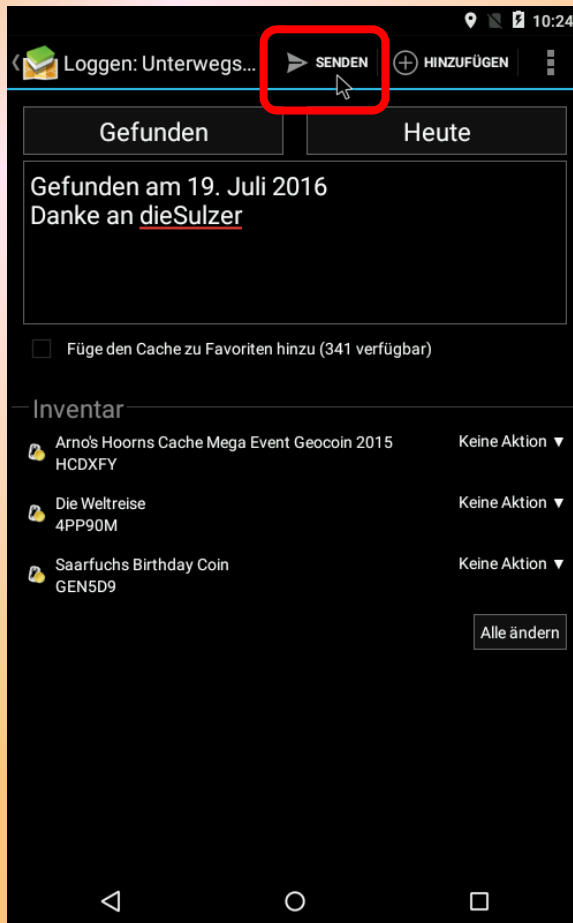 10:24
Loggen: Unterwegs...
SENDEN
HINZUFÜGEN
Gefunden
Heute
Gefunden am 19. Juli 2016
Danke an dieSulzer
Füge den Cache zu Favoriten hinzu (341 verfügbar)
Inventar
Arno's Hoorns Cache Mega Event Geocoin 2015
HCDXFY
Keine Aktion ▼
Die Weltreise
4PP90M
Keine Aktion ▼
Saarfuchs Birthday Coin
GEN5D9
Keine Aktion ▼
Alle ändern